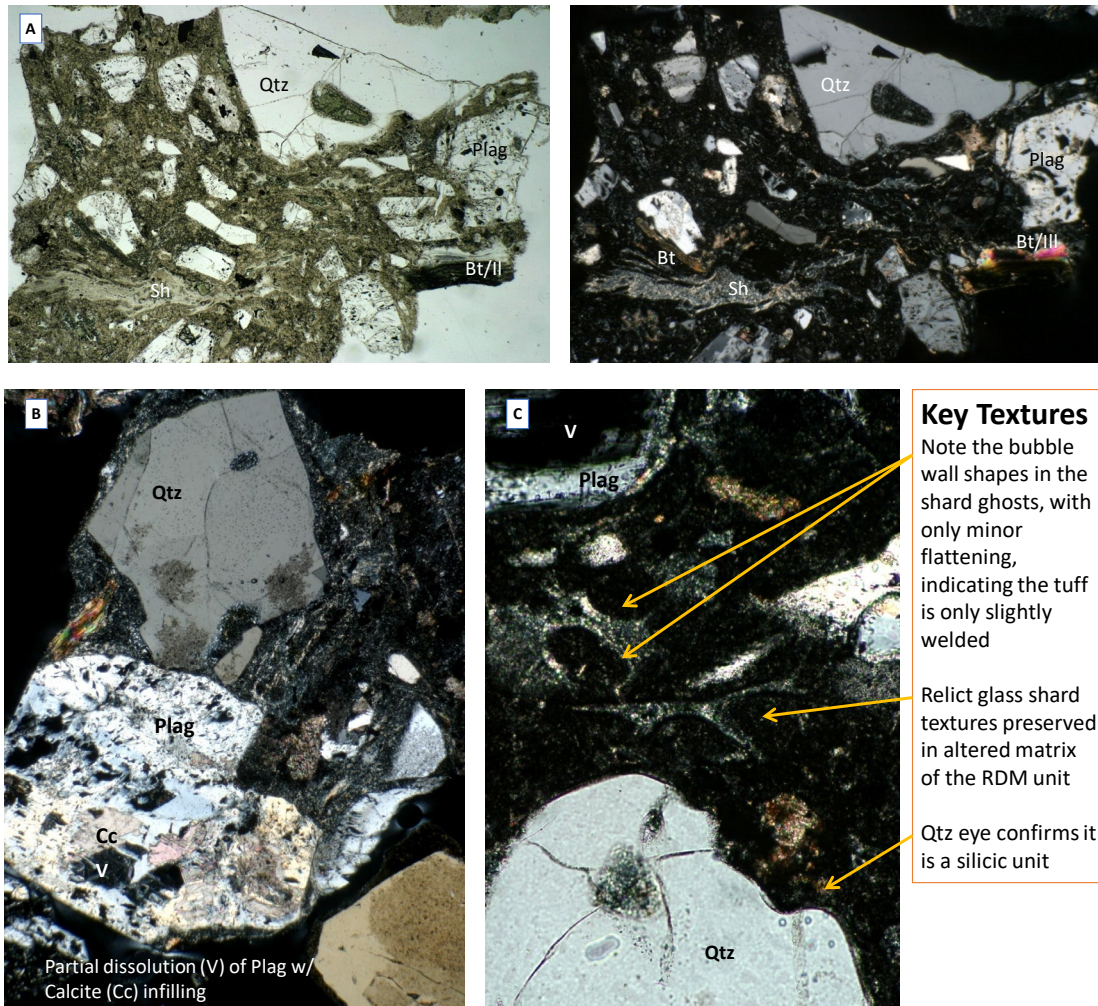 A
Qtz
Plag
Bt/Il
Sh
Qtz
Plag
Bt
Bt/Ill
Sh
B
Qtz
Plag
Cc
V
Partial dissolution (V) of Plag w/
Calcite (Cc) infilling
C
V
Plag
Qtz
Key Textures
Note the bubble
wall shapes in the
shard ghosts, with
only minor
flattening,
indicating the tuff
is only slightly
welded
Relict glass shard
textures preserved
in altered matrix
of the RDM unit
Qtz eye confirms it
is a silicic unit